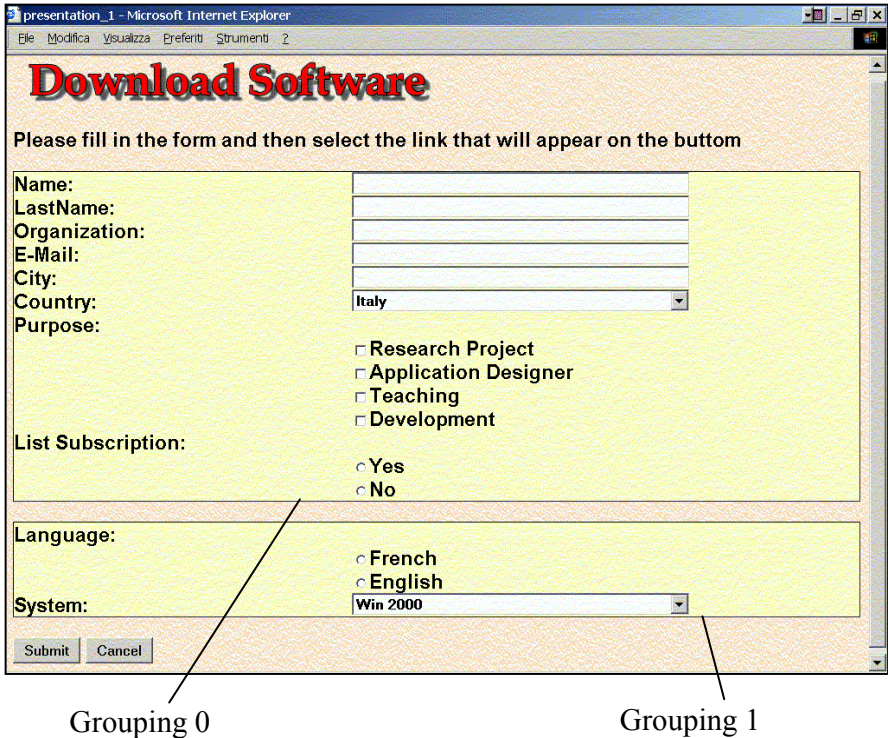 presentation_1 - Microsoft Internet Explorer
File Modifica Visualizza Preferiti Strumenti ?
Download Software
Please fill in the form and then select the link that will appear on the buttom
Name:
LastName:
Organization:
E-Mail:
City:
Country: Italy
Purpose:
Research Project
Application Designer
Teaching
Development
List Subscription:
Yes
No
Language:
French
English
System: Win 2000
Submit Cancel
Grouping 0 Grouping 1